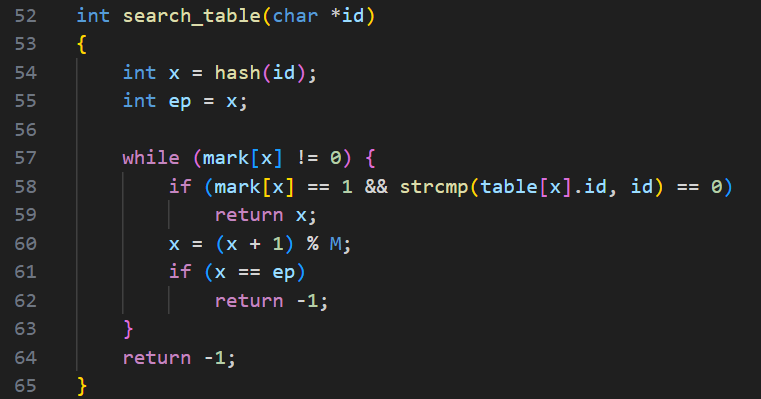 52 int search_table(char *id)
53 {
54     int x = hash(id);
55     int ep = x;
56
57     while (mark[x] != 0) {
58         if (mark[x] == 1 && strcmp(table[x].id, id) == 0)
59             return x;
60         x = (x + 1) % M;
61         if (x == ep)
62             return -1;
63     }
64     return -1;
65 }